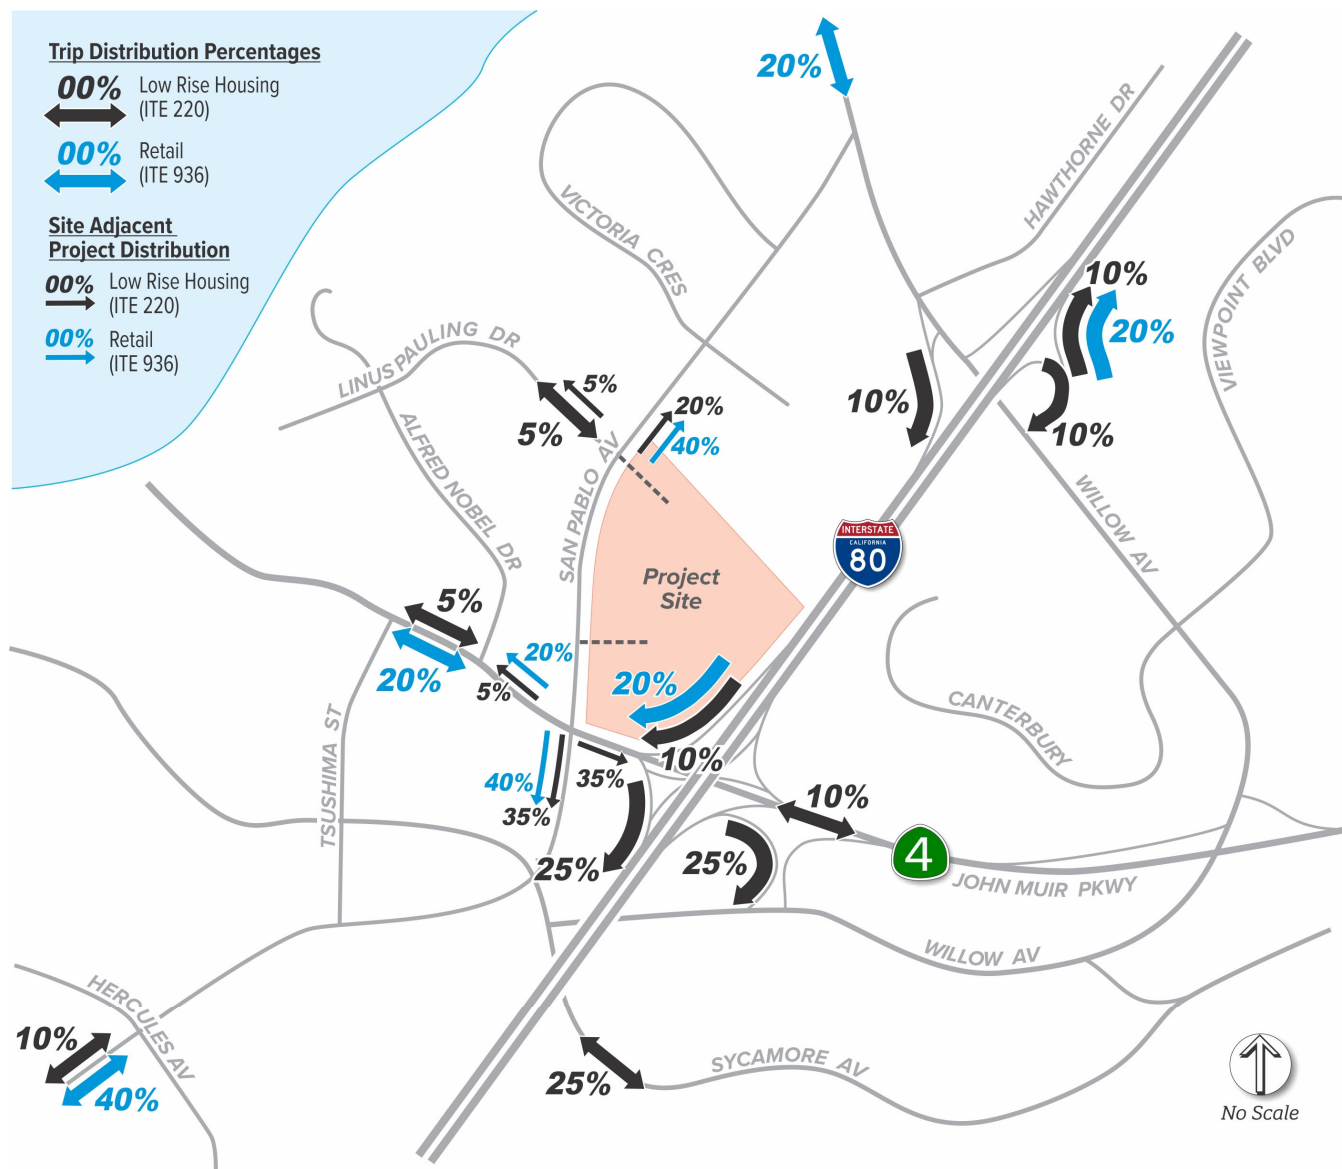 Trip Distribution Percentages
00%
Low Rise Housing
(ITE 220)
00%
Retail
(ITE 936)
Site Adjacent
Project Distribution
00%
Low Rise Housing
(ITE 220)
00%
Retail
(ITE 936)
20%
HAWTHORNE DR
VICTORIA CRES
VIEWPOINT BLVD
10%
20%
LINUS PAULING DR
5%
5%
20%
40%
10%
10%
ALFRED NOBEL DR
SAN PABLO AV
WILLOW AV
INTERSTATE
CALIFORNIA
80
Project
Site
5%
20%
20%
5%
20%
10%
CANTERBURY
TSUSHIMA ST
40%
35%
35%
10%
25%
25%
4
JOHN MUIR PKWY
WILLOW AV
HERCULES AV
10%
40%
25%
SYCAMORE AV
No Scale